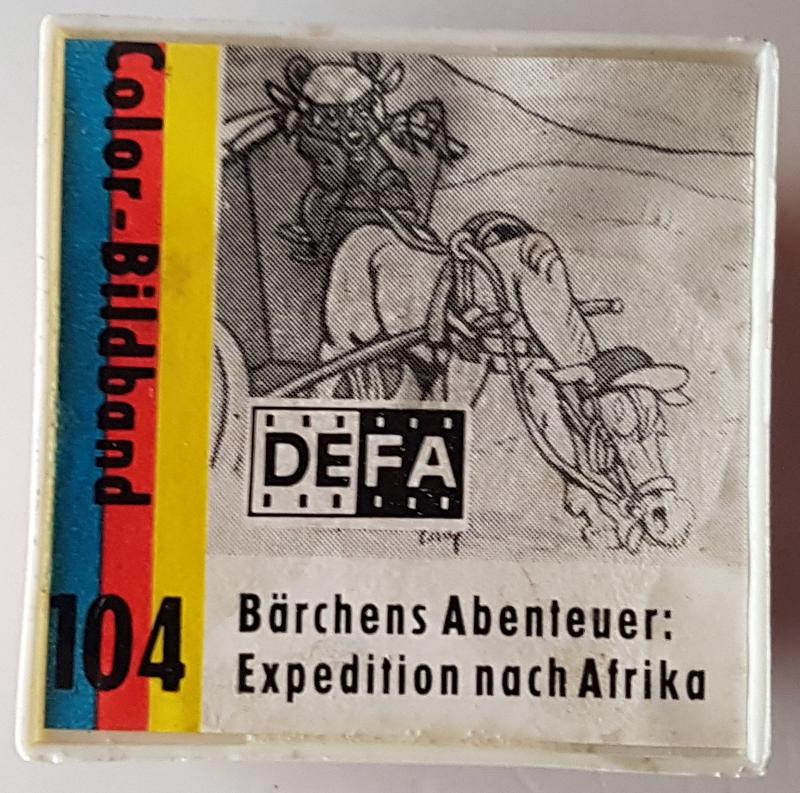 Color-Bildband
DEFA
104
Bärchens Abenteuer:
Expedition nach Afrika